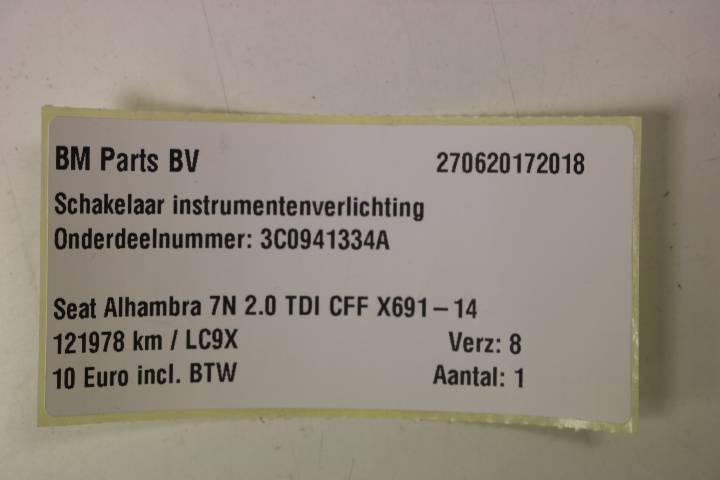 BM Parts BV 270620172018
Schakelaar instrumentenverlichting
Onderdeelnummer: 3C0941334A
Seat Alhambra 7N 2.0 TDI CFF X691-14
121978 km / LC9X Verz: 8
10 Euro incl. BTW Aantal: 1